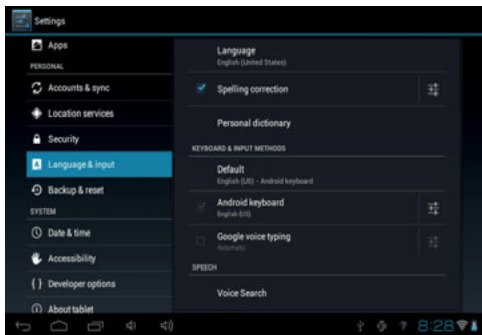 Settings
Apps
PERSONAL
Accounts & sync
Location services
Security
Language & input
Backup & reset
SYSTEM
Date & time
Accessibility
{ } Developer options
About tablet
Language
English (United States)
Spelling correction
Personal dictionary
KEYBOARD & INPUT METHODS
Default
English (US) - Android keyboard
Android keyboard
English (US)
Google voice typing
Automatic
SPEECH
Voice Search
8:28